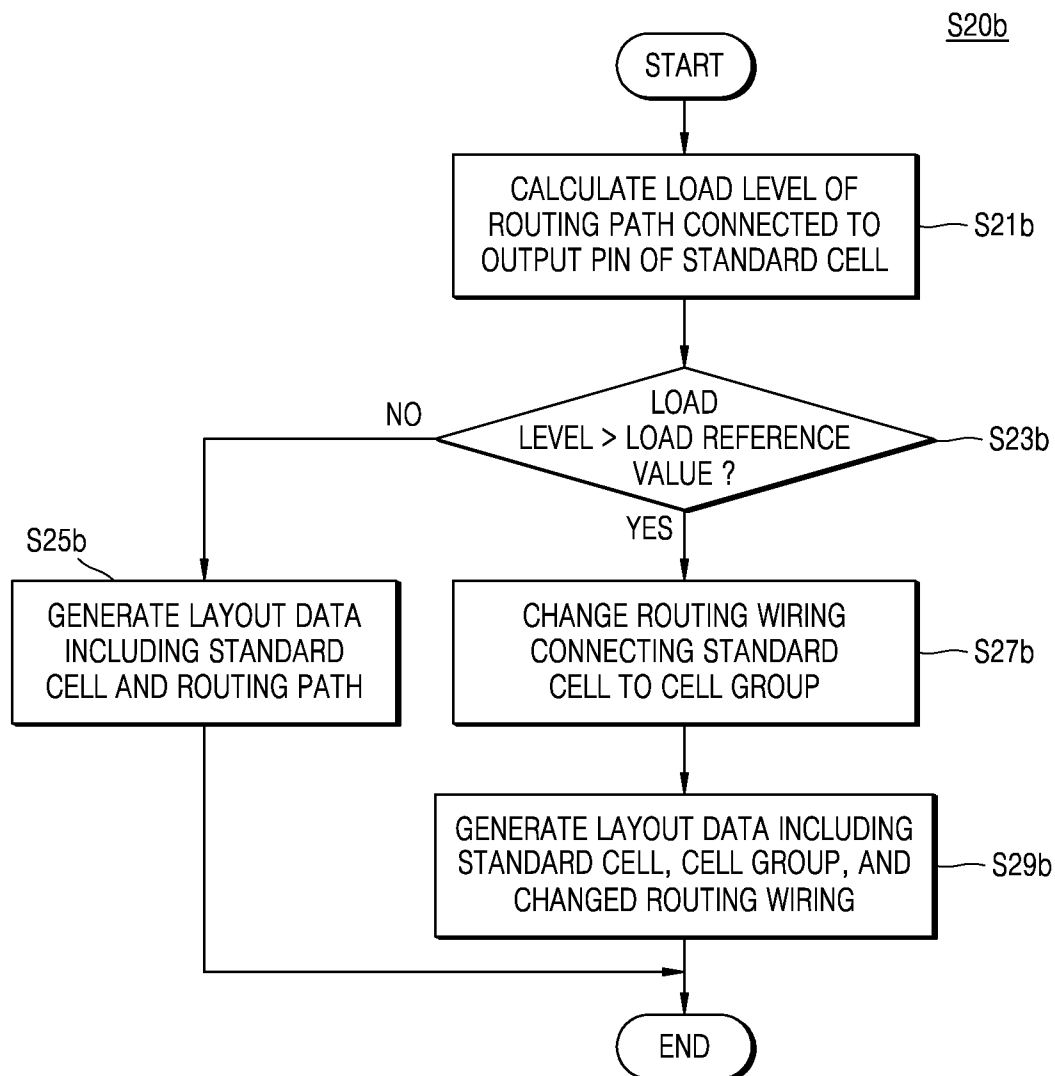 S20b
START
CALCULATE LOAD LEVEL OF
ROUTING PATH CONNECTED TO
OUTPUT PIN OF STANDARD CELL
S21b
LOAD
LEVEL > LOAD REFERENCE
VALUE ?
S23b
NO
YES
S25b
GENERATE LAYOUT DATA
INCLUDING STANDARD
CELL AND ROUTING PATH
CHANGE ROUTING WIRING
CONNECTING STANDARD
CELL TO CELL GROUP
S27b
GENERATE LAYOUT DATA INCLUDING
STANDARD CELL, CELL GROUP, AND
CHANGED ROUTING WIRING
S29b
END